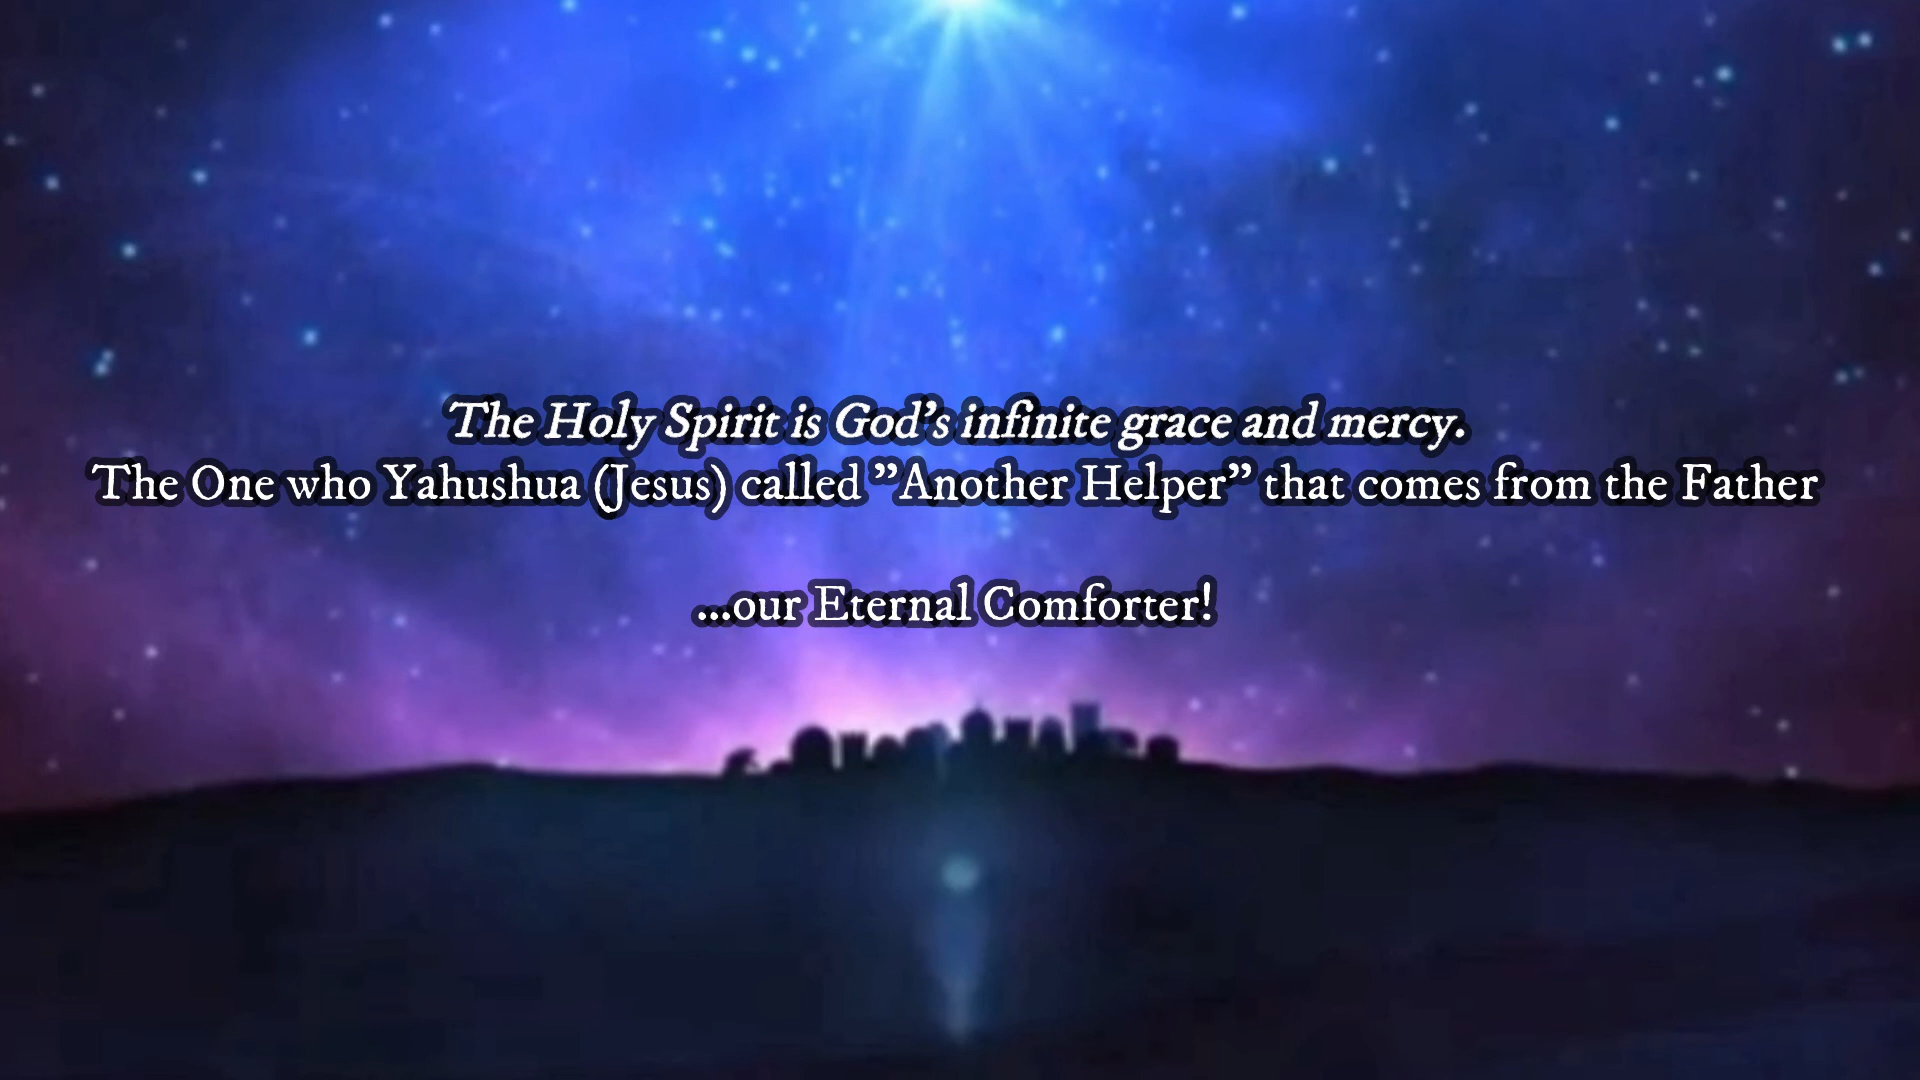 The Holy Spirit is God's infinite grace and mercy.
The One who Yahushua (Jesus) called ”Another Helper” that comes from the Father
...our Eternal Comforter!